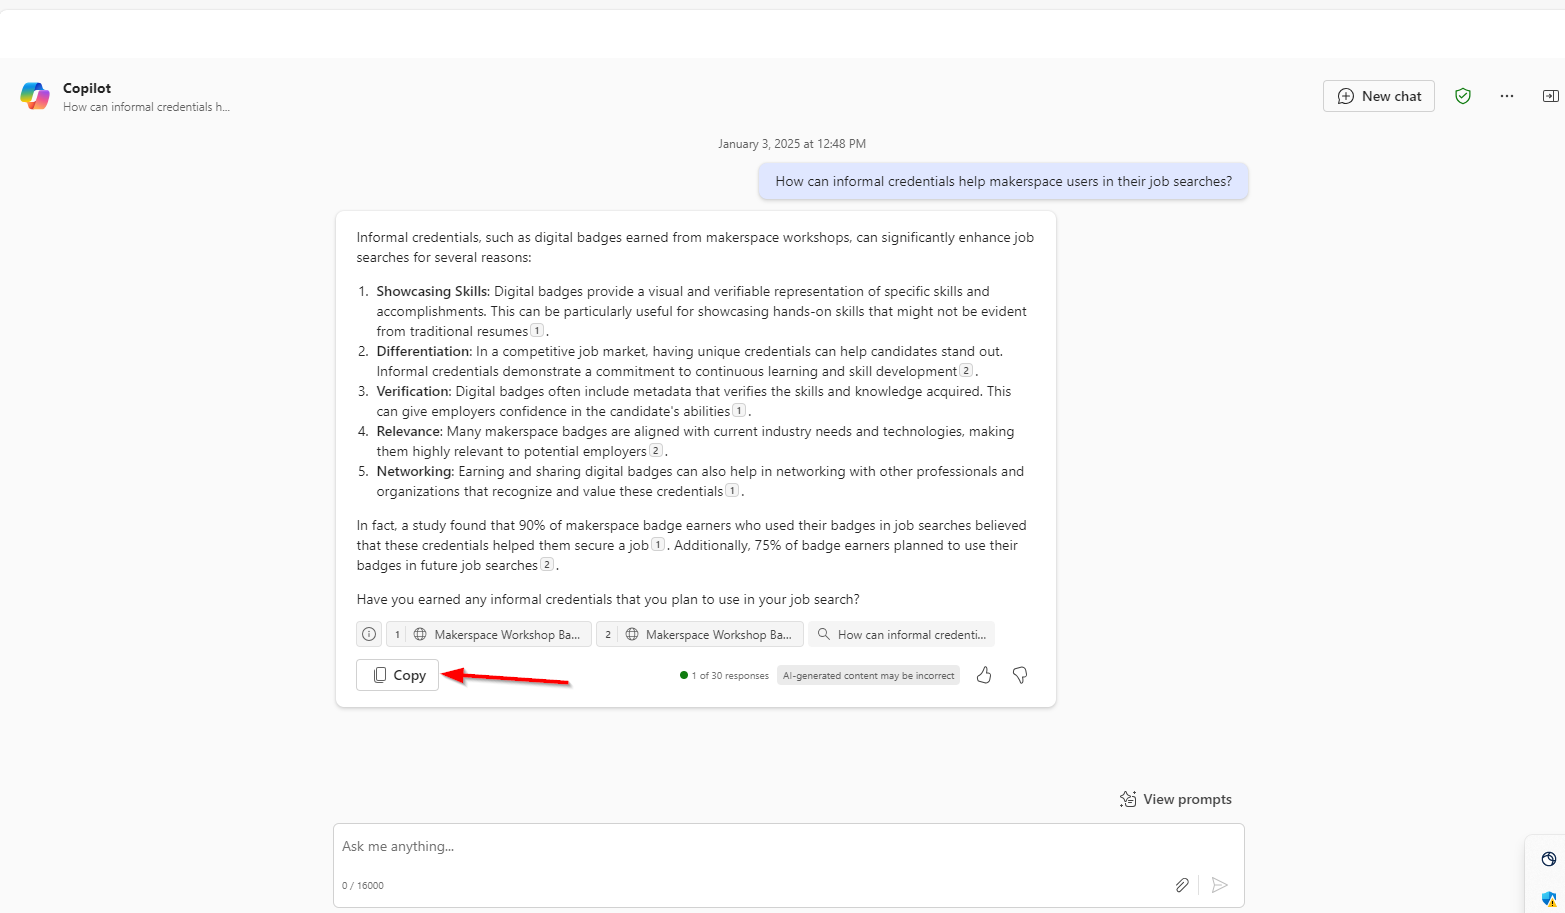 Copilot
How can informal credentials h...
New chat
January 3, 2025 at 12:48 PM
How can informal credentials help makerspace users in their job searches?
Informal credentials, such as digital badges earned from makerspace workshops, can significantly enhance job
searches for several reasons:
1. Showcasing Skills: Digital badges provide a visual and verifiable representation of specific skills and
accomplishments. This can be particularly useful for showcasing hands-on skills that might not be evident
from traditional resumes 1 .
2. Differentiation: In a competitive job market, having unique credentials can help candidates stand out.
Informal credentials demonstrate a commitment to continuous learning and skill development 2 .
3. Verification: Digital badges often include metadata that verifies the skills and knowledge acquired. This
can give employers confidence in the candidate's abilities 1 .
4. Relevance: Many makerspace badges are aligned with current industry needs and technologies, making
them highly relevant to potential employers 2 .
5. Networking: Earning and sharing digital badges can also help in networking with other professionals and
organizations that recognize and value these credentials 1 .
In fact, a study found that 90% of makerspace badge earners who used their badges in job searches believed
that these credentials helped them secure a job 1 . Additionally, 75% of badge earners planned to use their
badges in future job searches 2 .
Have you earned any informal credentials that you plan to use in your job search?
1 Makerspace Workshop Ba... 2 Makerspace Workshop Ba... How can informal credenti...
Copy 1 of 30 responses AI-generated content may be incorrect
View prompts
Ask me anything...
0 / 16000